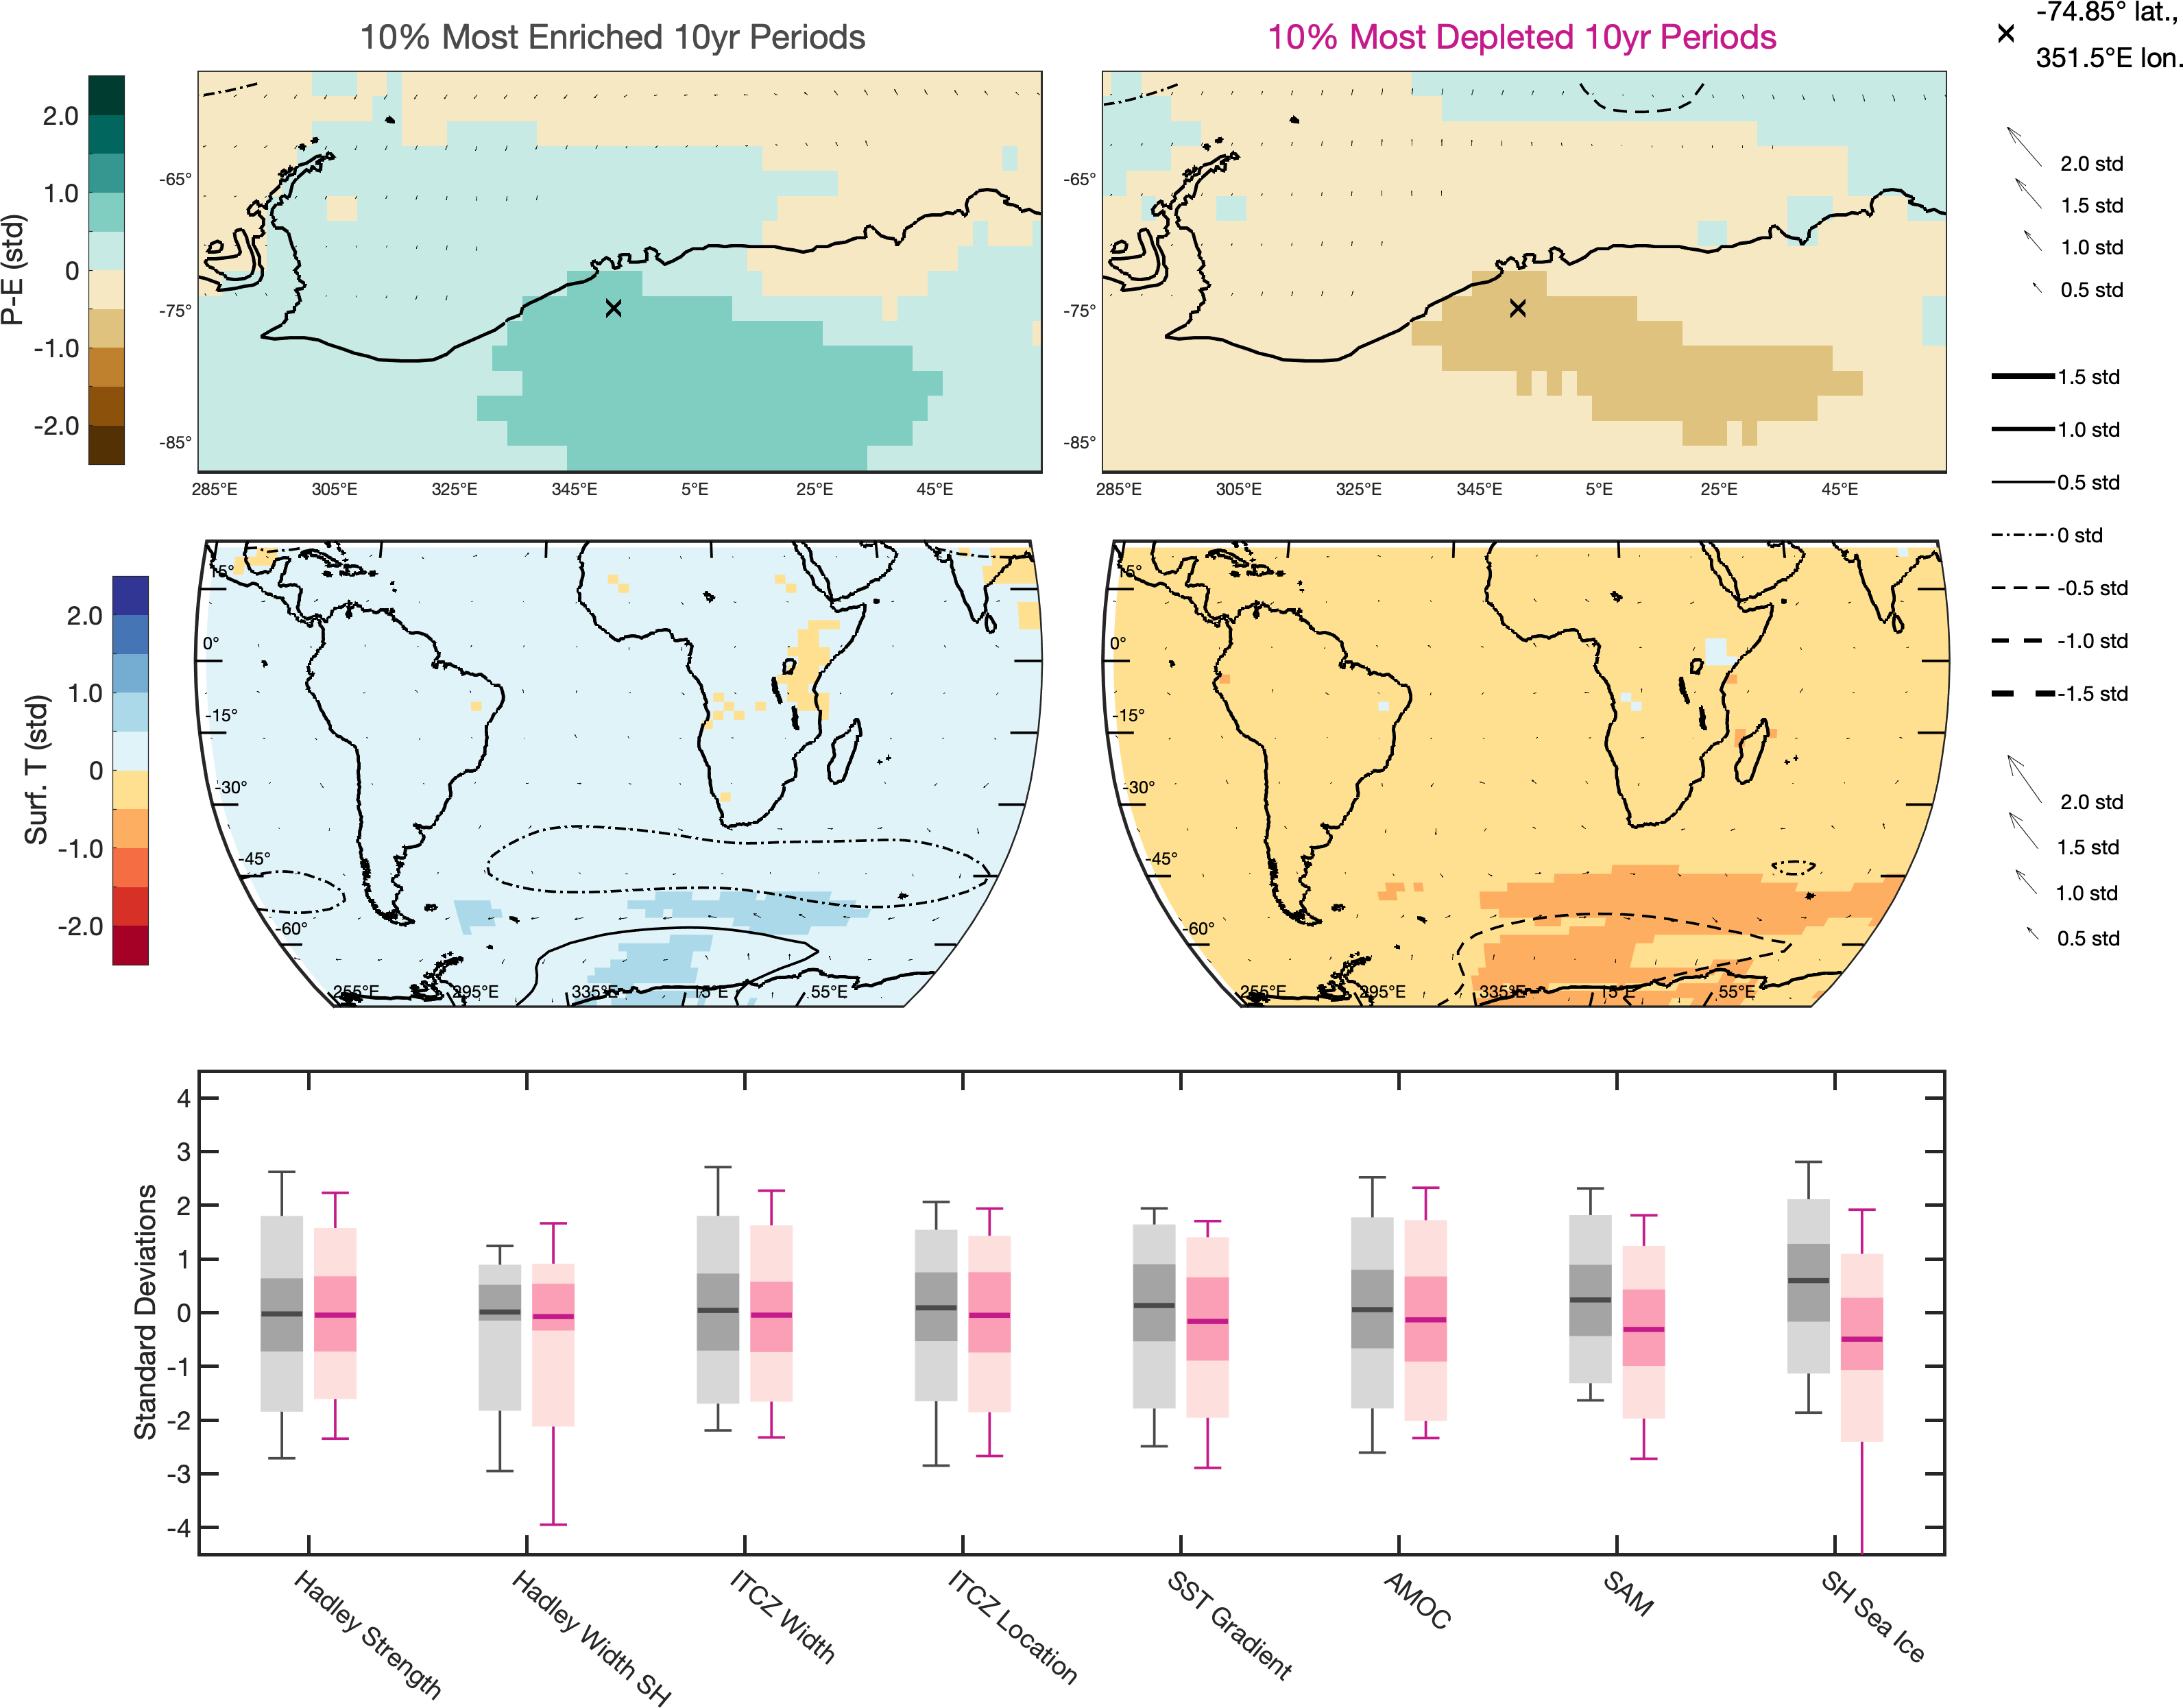 10% Most Enriched 10yr Periods
10% Most Depleted 10yr Periods
-74.85° lat.,
351.5°E lon.
P-E (std)
2.0
1.0
0
-1.0
-2.0
-65°
-75°
-85°
285°E 305°E 325°E 345°E 5°E 25°E 45°E
-65°
-75°
-85°
285°E 305°E 325°E 345°E 5°E 25°E 45°E
2.0 std
1.5 std
1.0 std
0.5 std
1.5 std
1.0 std
0.5 std
0 std
-0.5 std
-1.0 std
-1.5 std
2.0 std
1.5 std
1.0 std
0.5 std
Surf. T (std)
2.0
1.0
0
-1.0
-2.0
15°
0°
-15°
-30°
-45°
-60°
255°E 295°E 335°E 15°E 55°E
15°
0°
-15°
-30°
-45°
-60°
255°E 295°E 335°E 15°E 55°E
Standard Deviations
4
3
2
1
0
-1
-2
-3
-4
Hadley Strength
Hadley Width SH
ITCZ Width
ITCZ Location
SST Gradient
AMOC
SAM
SH Sea Ice